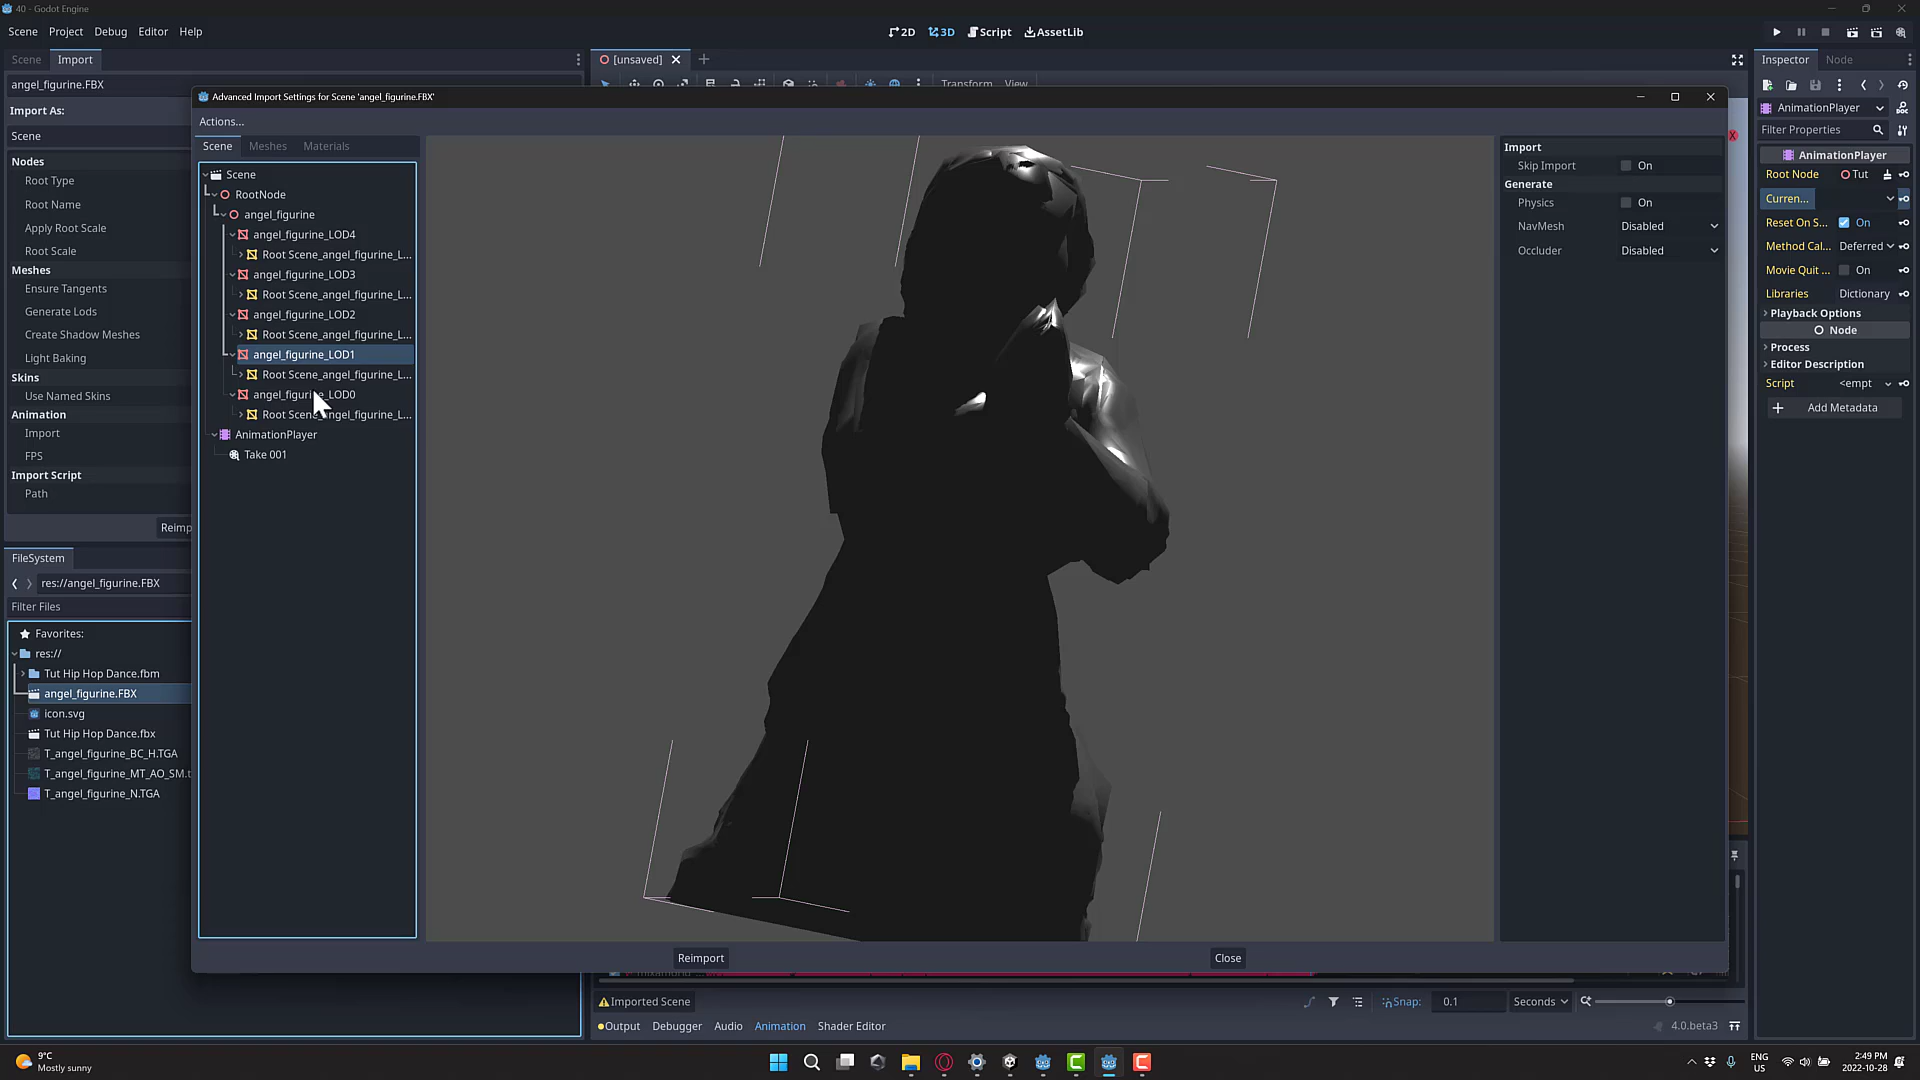 40 - Godot Engine
Scene Project Debug Editor Help
2D 3D Script AssetLib
Scene Import
[unsaved]
Inspector Node
angel_figurine.FBX
Transform View
Advanced Import Settings for Scene 'angel_figurine.FBX'
Import As:
Scene
Actions...
Scene Meshes Materials
Scene
RootNode
angel_figurine
angel_figurine_LOD4
Root Scene_angel_figurine_L...
angel_figurine_LOD3
Root Scene_angel_figurine_L...
angel_figurine_LOD2
Root Scene_angel_figurine_L...
angel_figurine_LOD1
Root Scene_angel_figurine_L...
angel_figurine_LOD0
Root Scene_angel_figurine_L...
AnimationPlayer
Take 001
Nodes
Root Type
Root Name
Apply Root Scale
Root Scale
Meshes
Ensure Tangents
Generate Lods
Create Shadow Meshes
Light Baking
Skins
Use Named Skins
Animation
Import
FPS
Import Script
Path
Reimp
FileSystem
res://angel_figurine.FBX
Filter Files
Favorites:
res://
Tut Hip Hop Dance.fbm
angel_figurine.FBX
icon.svg
Tut Hip Hop Dance.fbx
T_angel_figurine_BC_H.TGA
T_angel_figurine_MT_AO_SM.t
T_angel_figurine_N.TGA
Import
Skip Import On
Generate
Physics On
NavMesh Disabled
Occluder Disabled
Reimport Close
AnimationPlayer
Filter Properties
AnimationPlayer
Root Node Tut
Curren...
Reset On S... On
Method Cal... Deferred
Movie Quit ... On
Libraries Dictionary
Playback Options
Node
Process
Editor Description
Script <empt
Add Metadata
Imported Scene
Snap: 0.1 Seconds
Output Debugger Audio Animation Shader Editor
4.0.beta3
9°C
Mostly sunny
ENG
US
2:49 PM
2022-10-28